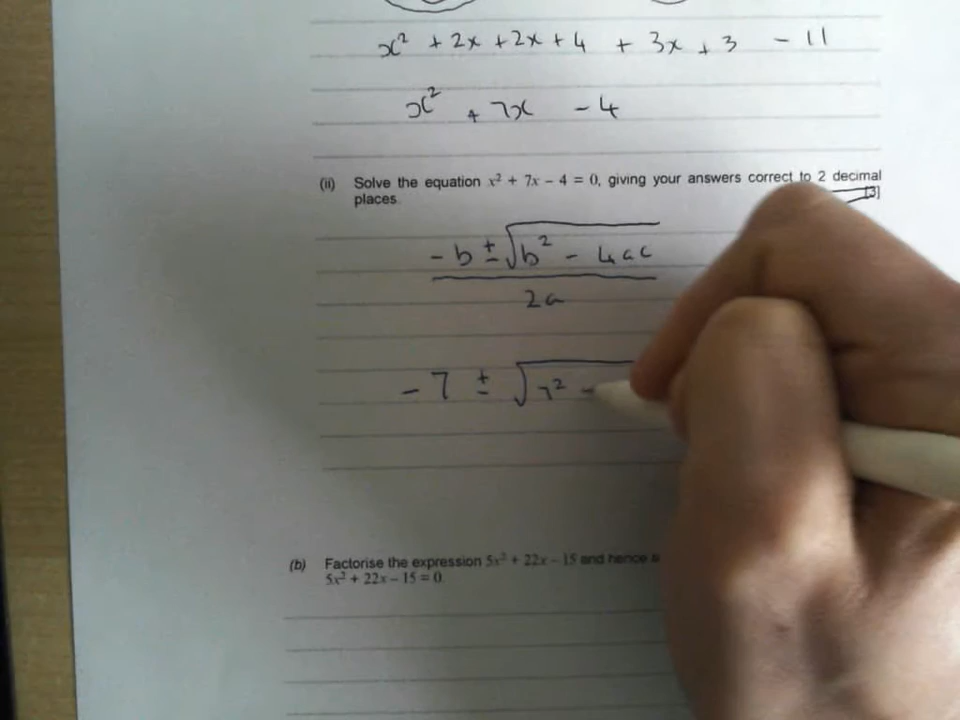 x² + 2x + 2x + 4 + 3x + 3 - 11
x² + 7x - 4
(ii) Solve the equation x² + 7x – 4 = 0, giving your answers correct to 2 decimal
places [3]
-b ± √b² - 4ac
2a
-7 ± √7² -
(b) Factorise the expression 5x² + 22x – 15 and hence
5x² + 22x – 15 = 0